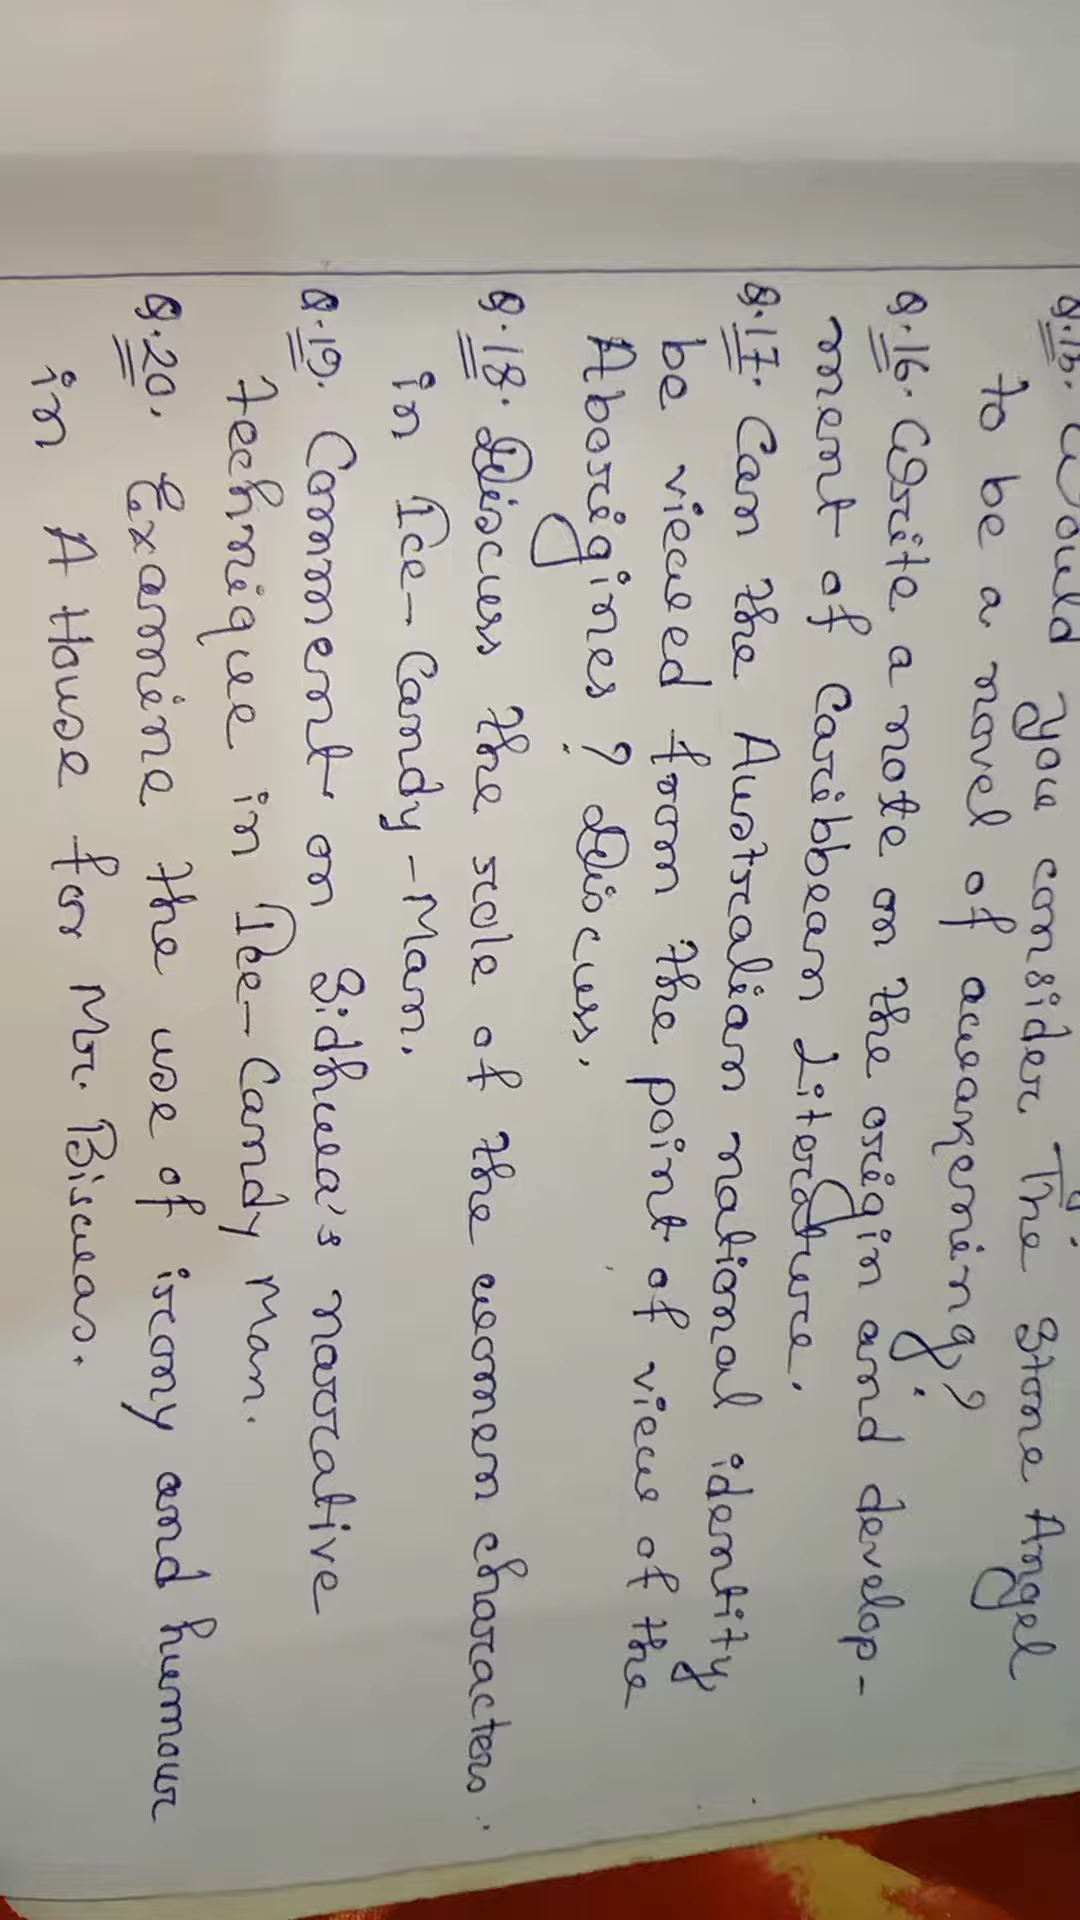 Q.15. Would you consider The Stone Angel
to be a novel of awakening?
Q.16. Write a note on the origin and develop-
ment of Caribbean Literature.
Q.17. Can the Australian national identity
be viewed from the point of view of the
Aborigines? Discuss.
Q.18. Discuss the role of the women characters
in Ice-Candy-Man.
Q.19. Comment on Sidhwa's narrative
technique in Ice-Candy Man.
Q.20. Examine the use of irony and humour
in A House for Mr. Biswas.